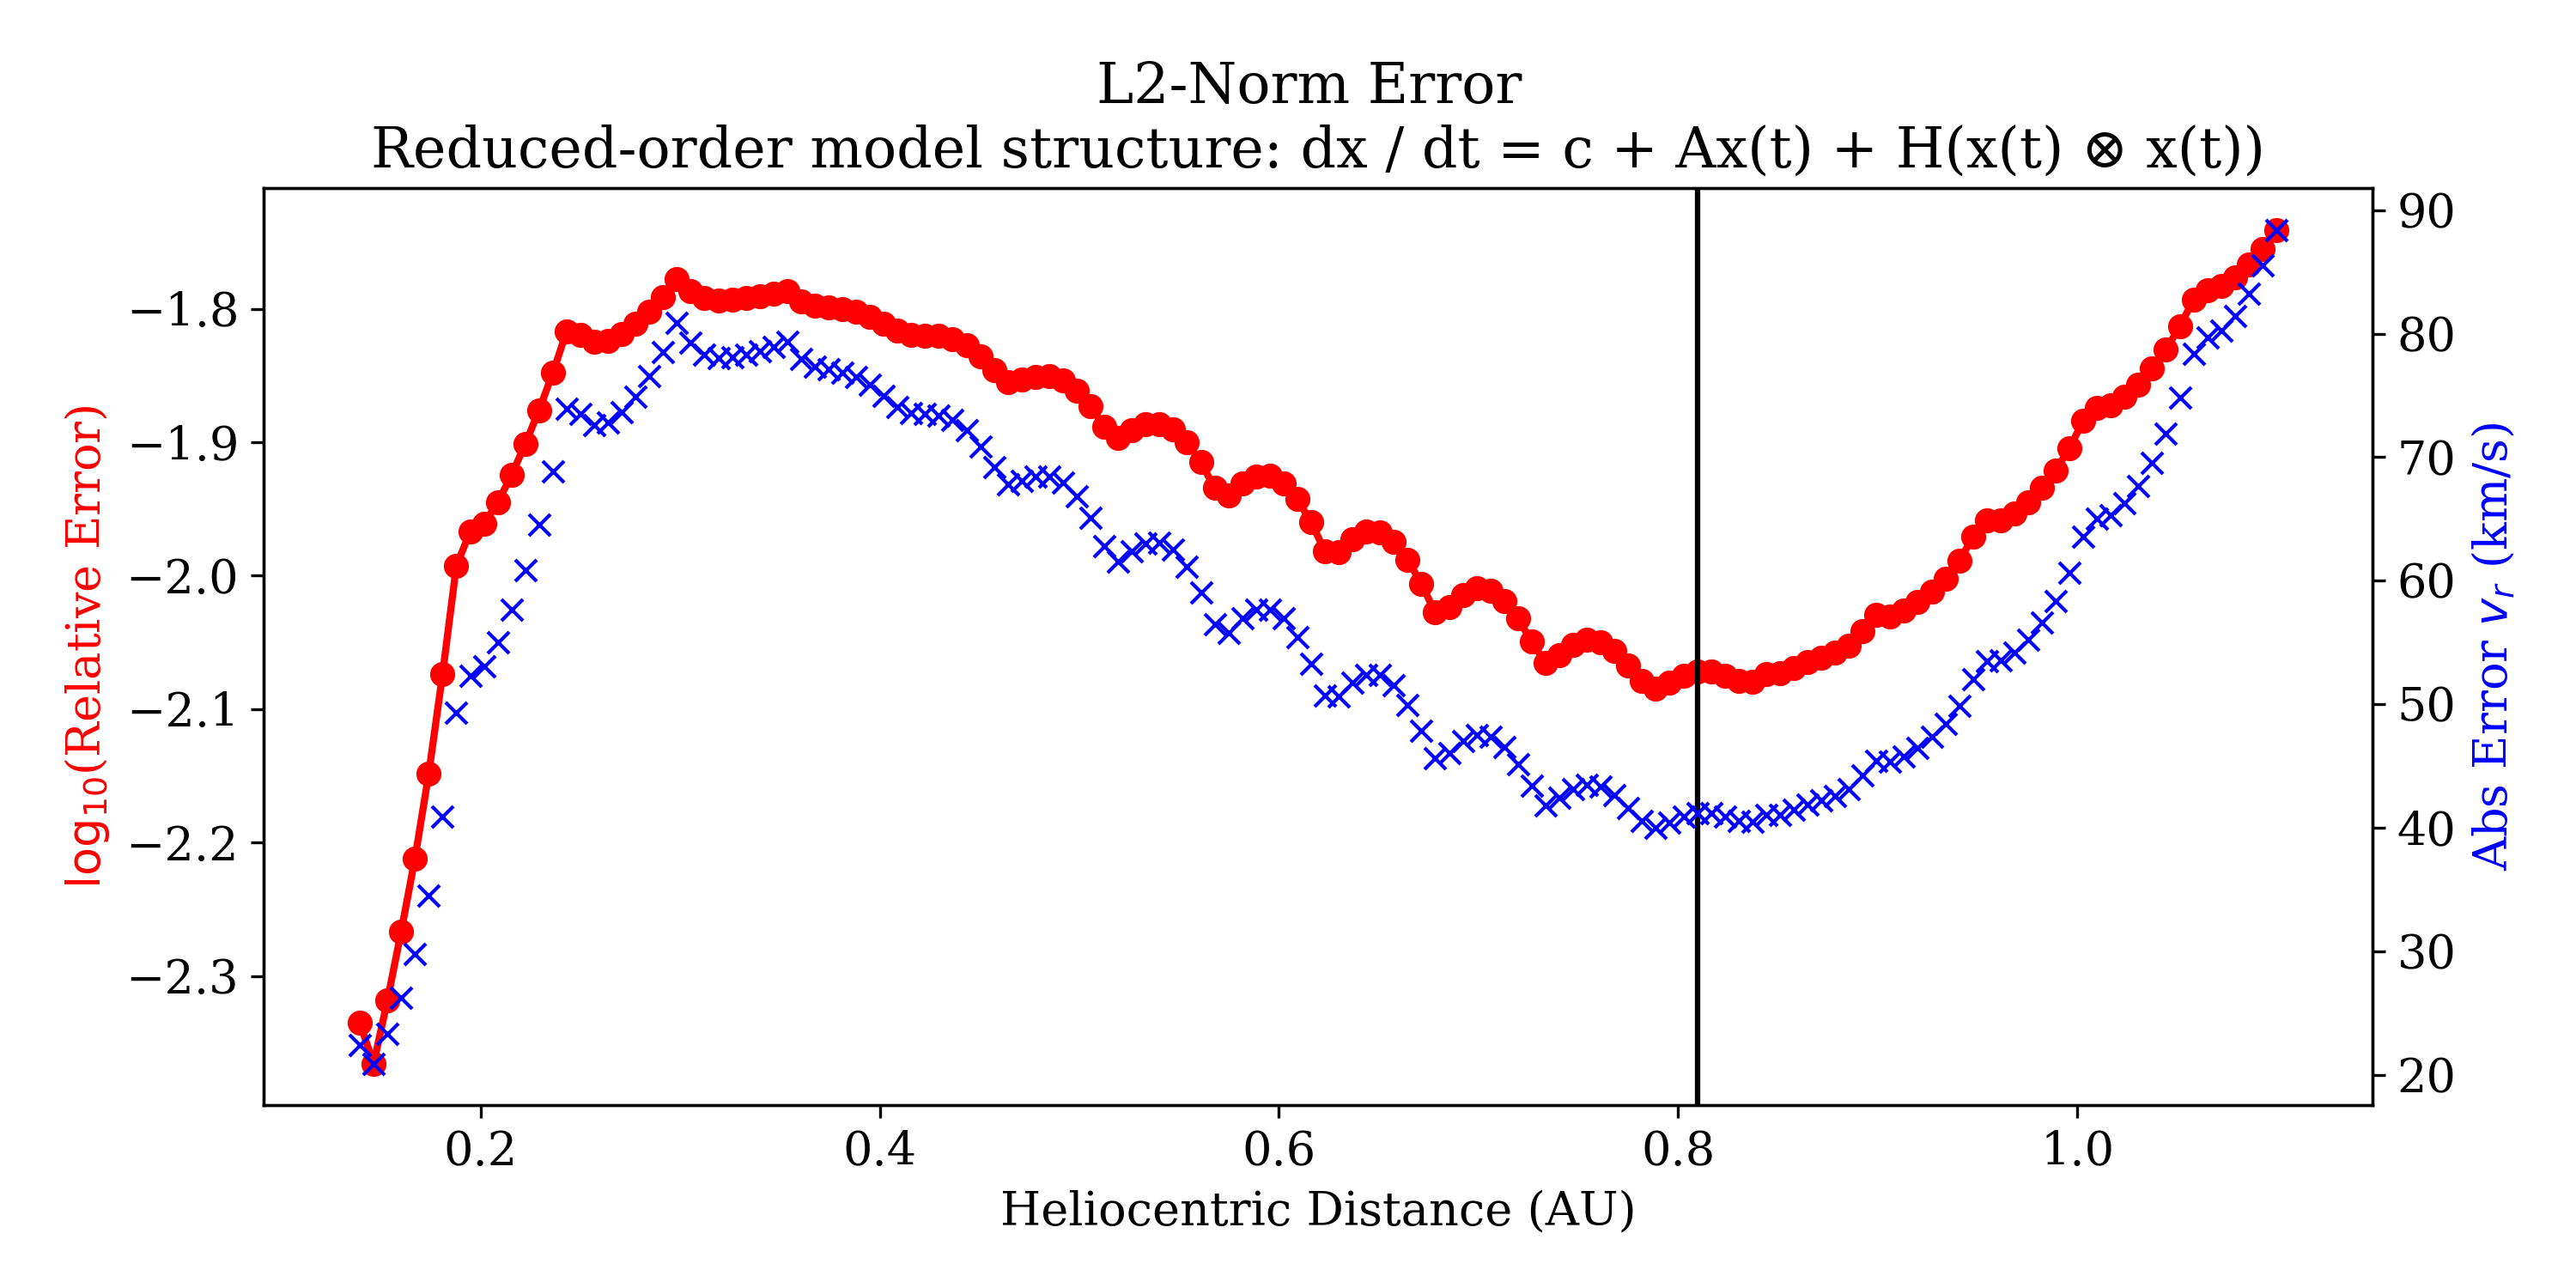 L2-Norm Error
Reduced-order model structure: dx / dt = c + Ax(t) + H(x(t) ⊗ x(t))
log₁₀(Relative Error)
−1.8
−1.9
−2.0
−2.1
−2.2
−2.3
90
80
70
60
50
40
30
20
Abs Error vᵣ (km/s)
0.2 0.4 0.6 0.8 1.0
Heliocentric Distance (AU)